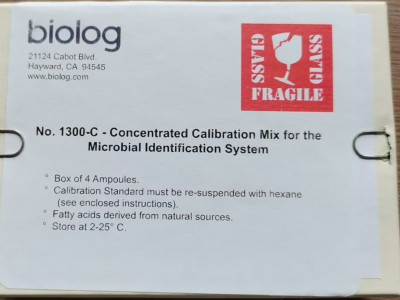 biolog
21124 Cabot Blvd.
Hayward, CA 94545
www.biolog.com
GLASS
GLASS
FRAGILE
No. 1300-C - Concentrated Calibration Mix for the
Microbial Identification System
° Box of 4 Ampoules.
° Calibration Standard must be re-suspended with hexane
(see enclosed instructions).
° Fatty acids derived from natural sources.
° Store at 2-25° C.